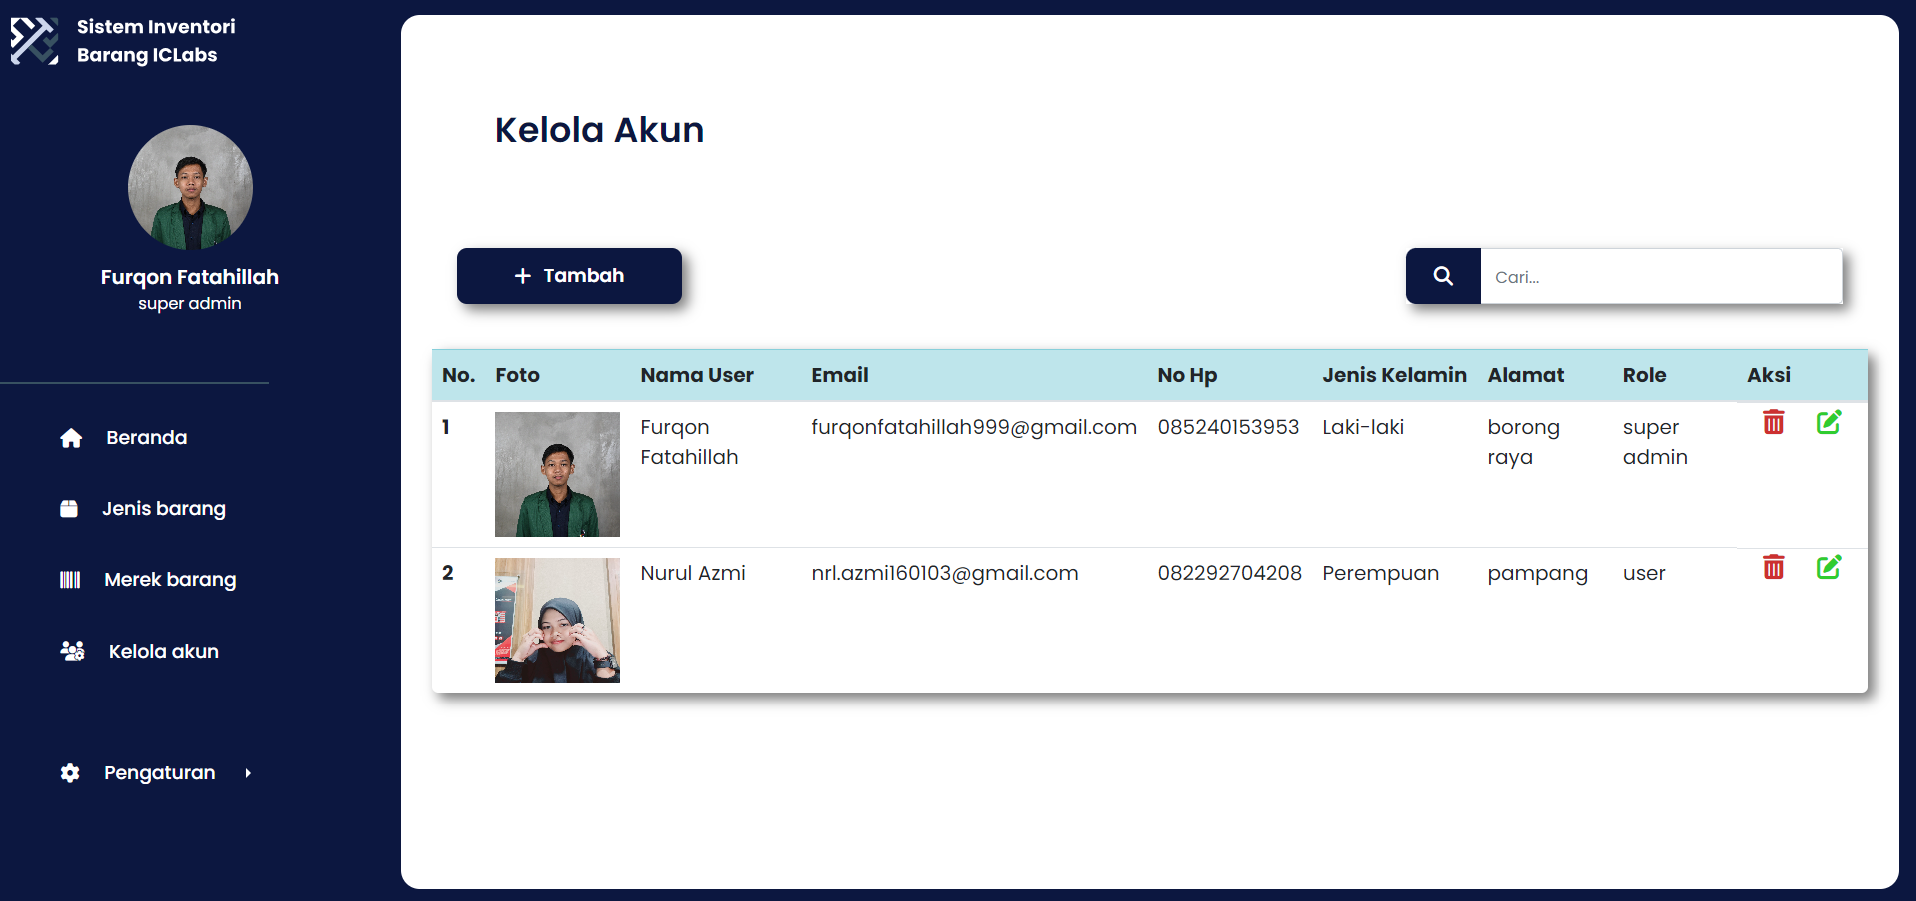 Sistem Inventori
Barang ICLabs
Furqon Fatahillah
super admin
Beranda
Jenis barang
Merek barang
Kelola akun
Pengaturan
Kelola Akun
+ Tambah
Cari...
No. Foto Nama User Email No Hp Jenis Kelamin Alamat Role Aksi
1 Furqon furqonfatahillah999@gmail.com 085240153953 Laki-laki borong super
Fatahillah raya admin
2 Nurul Azmi nrl.azmi160103@gmail.com 082292704208 Perempuan pampang user